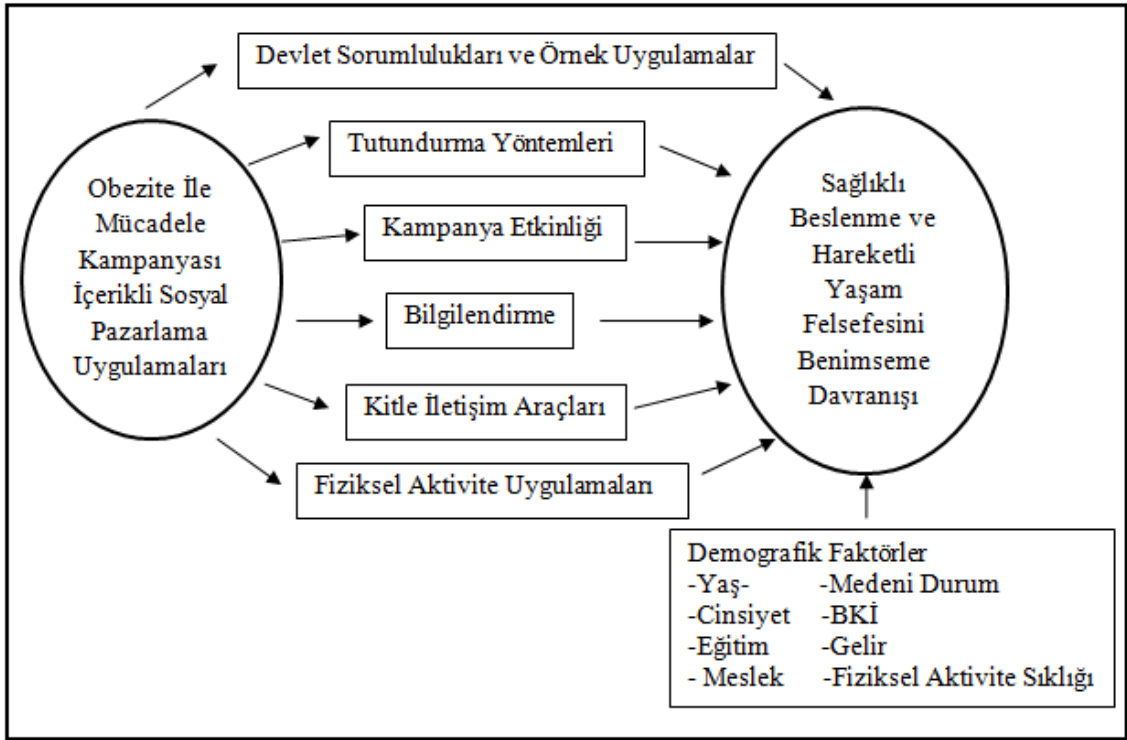 Devlet Sorumlulukları ve Örnek Uygulamalar
Tutundurma Yöntemleri
Kampanya Etkinliği
Bilgilendirme
Kitle İletişim Araçları
Fiziksel Aktivite Uygulamaları
Obezite İle
Mücadele
Kampanyası
İçerikli Sosyal
Pazarlama
Uygulamaları
Sağlıklı
Beslenme ve
Hareketli
Yaşam
Felsefesini
Benimseme
Davranışı
Demografik Faktörler
-Yaş- -Medeni Durum
-Cinsiyet -BKİ
-Eğitim -Gelir
- Meslek -Fiziksel Aktivite Sıklığı